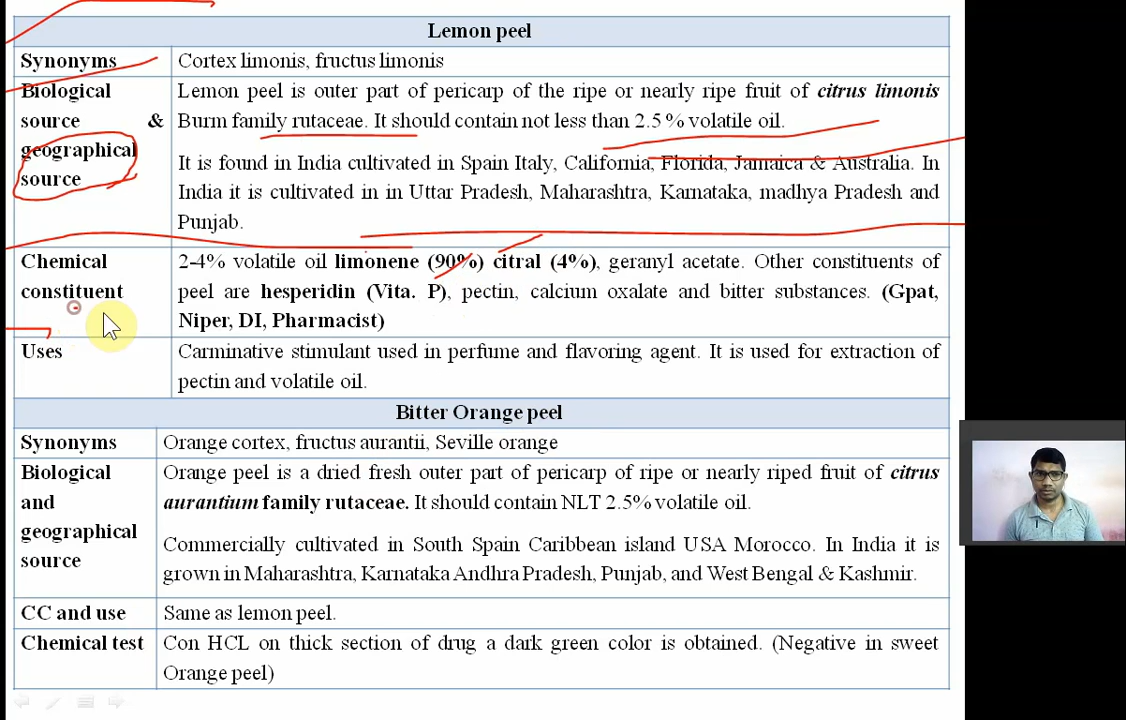 Lemon peel
Synonyms Cortex limonis, fructus limonis
Biological Lemon peel is outer part of pericarp of the ripe or nearly ripe fruit of citrus limonis
source & Burm family rutaceae. It should contain not less than 2.5 % volatile oil.
geographical It is found in India cultivated in Spain Italy, California, Florida, Jamaica & Australia. In
source India it is cultivated in in Uttar Pradesh, Maharashtra, Karnataka, madhya Pradesh and
Punjab.
Chemical 2-4% volatile oil limonene (90%) citral (4%), geranyl acetate. Other constituents of
constituent peel are hesperidin (Vita. P), pectin, calcium oxalate and bitter substances. (Gpat,
Niper, DI, Pharmacist)
Uses Carminative stimulant used in perfume and flavoring agent. It is used for extraction of
pectin and volatile oil.
Bitter Orange peel
Synonyms Orange cortex, fructus aurantii, Seville orange
Biological Orange peel is a dried fresh outer part of pericarp of ripe or nearly riped fruit of citrus
and aurantium family rutaceae. It should contain NLT 2.5% volatile oil.
geographical Commercially cultivated in South Spain Caribbean island USA Morocco. In India it is
source grown in Maharashtra, Karnataka Andhra Pradesh, Punjab, and West Bengal & Kashmir.
CC and use Same as lemon peel.
Chemical test Con HCL on thick section of drug a dark green color is obtained. (Negative in sweet
Orange peel)